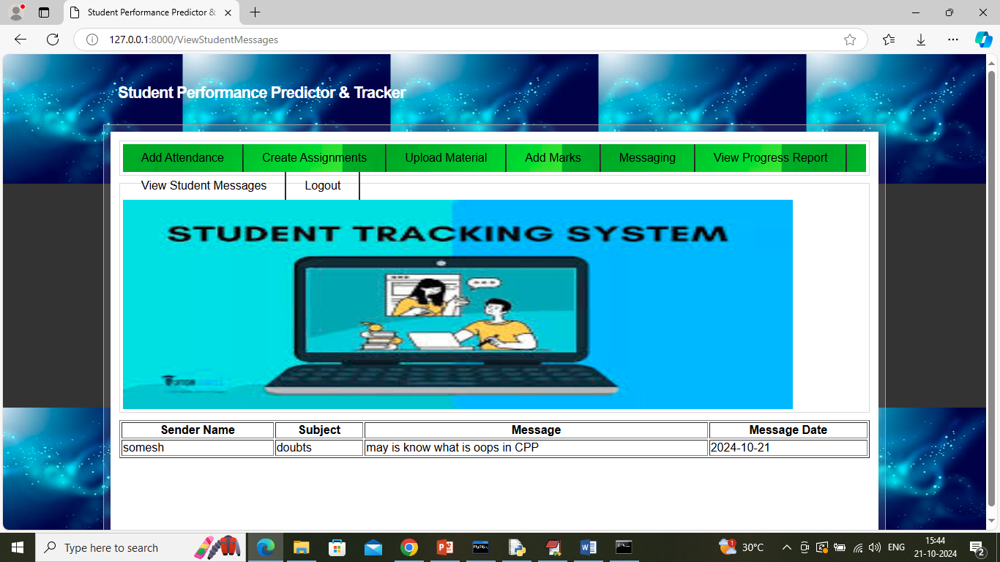 Student Performance Predictor &
127.0.0.1:8000/ViewStudentMessages
Student Performance Predictor & Tracker
Add Attendance Create Assignments Upload Material Add Marks Messaging View Progress Report
View Student Messages Logout
STUDENT TRACKING SYSTEM
Sender Name Subject Message Message Date
somesh doubts may is know what is oops in CPP 2024-10-21
Type here to search 30°C ENG 15:44
21-10-2024 2